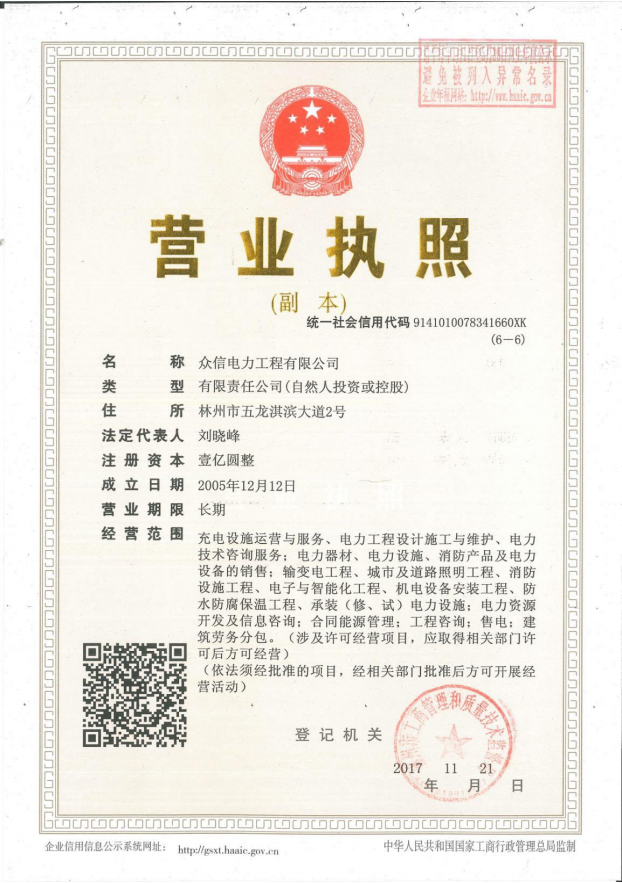 避免被列入异常名录
企业年报网站: http://www.haaic.gov.cn
营业执照
(副 本)
统一社会信用代码 9141010078341660XK
(6-6)
名 称 众信电力工程有限公司
类 型 有限责任公司(自然人投资或控股)
住 所 林州市五龙淇滨大道2号
法定代表人 刘晓峰
注册资本 壹亿圆整
成立日期 2005年12月12日
营业期限 长期
经营范围 充电设施运营与服务、电力工程设计施工与维护、电力
技术咨询服务；电力器材、电力设施、消防产品及电力
设备的销售；输变电工程、城市及道路照明工程、消防
设施工程、电子与智能化工程、机电设备安装工程、防
水防腐保温工程、承装（修、试）电力设施；电力资源
开发及信息咨询；合同能源管理；工程咨询；售电；建
筑劳务分包。（涉及许可经营项目，应取得相关部门许
可后方可经营）
(依法须经批准的项目，经相关部门批准后方可开展经
营活动)
登记机关
州市工商管理和质量技术监督
2017 11 21
年 月 日
企业信用信息公示系统网址： http://gsxt.haaic.gov.cn
中华人民共和国国家工商行政管理总局监制